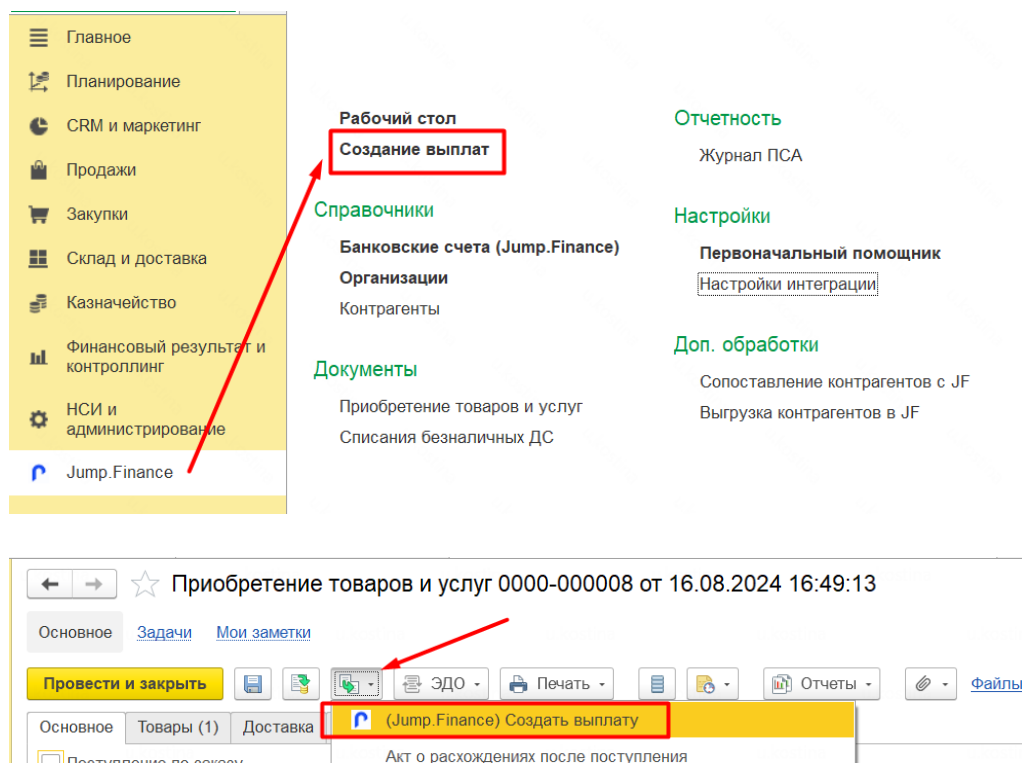 Главное
Планирование
CRM и маркетинг
Продажи
Закупки
Склад и доставка
Казначейство
Финансовый результат и
контроллинг
НСИ и
администрирование
Jump.Finance
Рабочий стол
Создание выплат
Справочники
Банковские счета (Jump.Finance)
Организации
Контрагенты
Документы
Приобретение товаров и услуг
Списания безналичных ДС
Отчетность
Журнал ПСА
Настройки
Первоначальный помощник
Настройки интеграции
Доп. обработки
Сопоставление контрагентов с JF
Выгрузка контрагентов в JF
Приобретение товаров и услуг 0000-000008 от 16.08.2024 16:49:13
Основное Задачи Мои заметки
Провести и закрыть ЭДО Печать Отчеты Файлы
Основное Товары (1) Доставка
(Jump.Finance) Создать выплату
Поступление по заказу
Акт о расхождениях после поступления